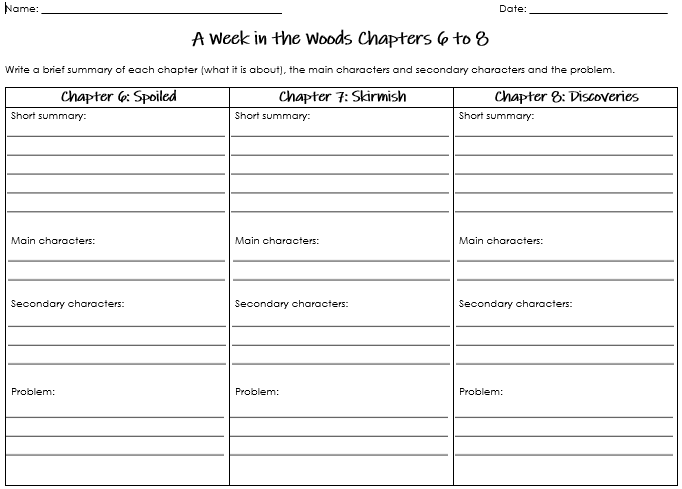 Name: ________________ Date: ________________
A Week in the Woods Chapters 6 to 8
Write a brief summary of each chapter (what it is about), the main characters and secondary characters and the problem.
Chapter 6: Spoiled Chapter 7: Skirmish Chapter 8: Discoveries
Short summary: Short summary: Short summary:
Main characters: Main characters: Main characters:
Secondary characters: Secondary characters: Secondary characters:
Problem: Problem: Problem: